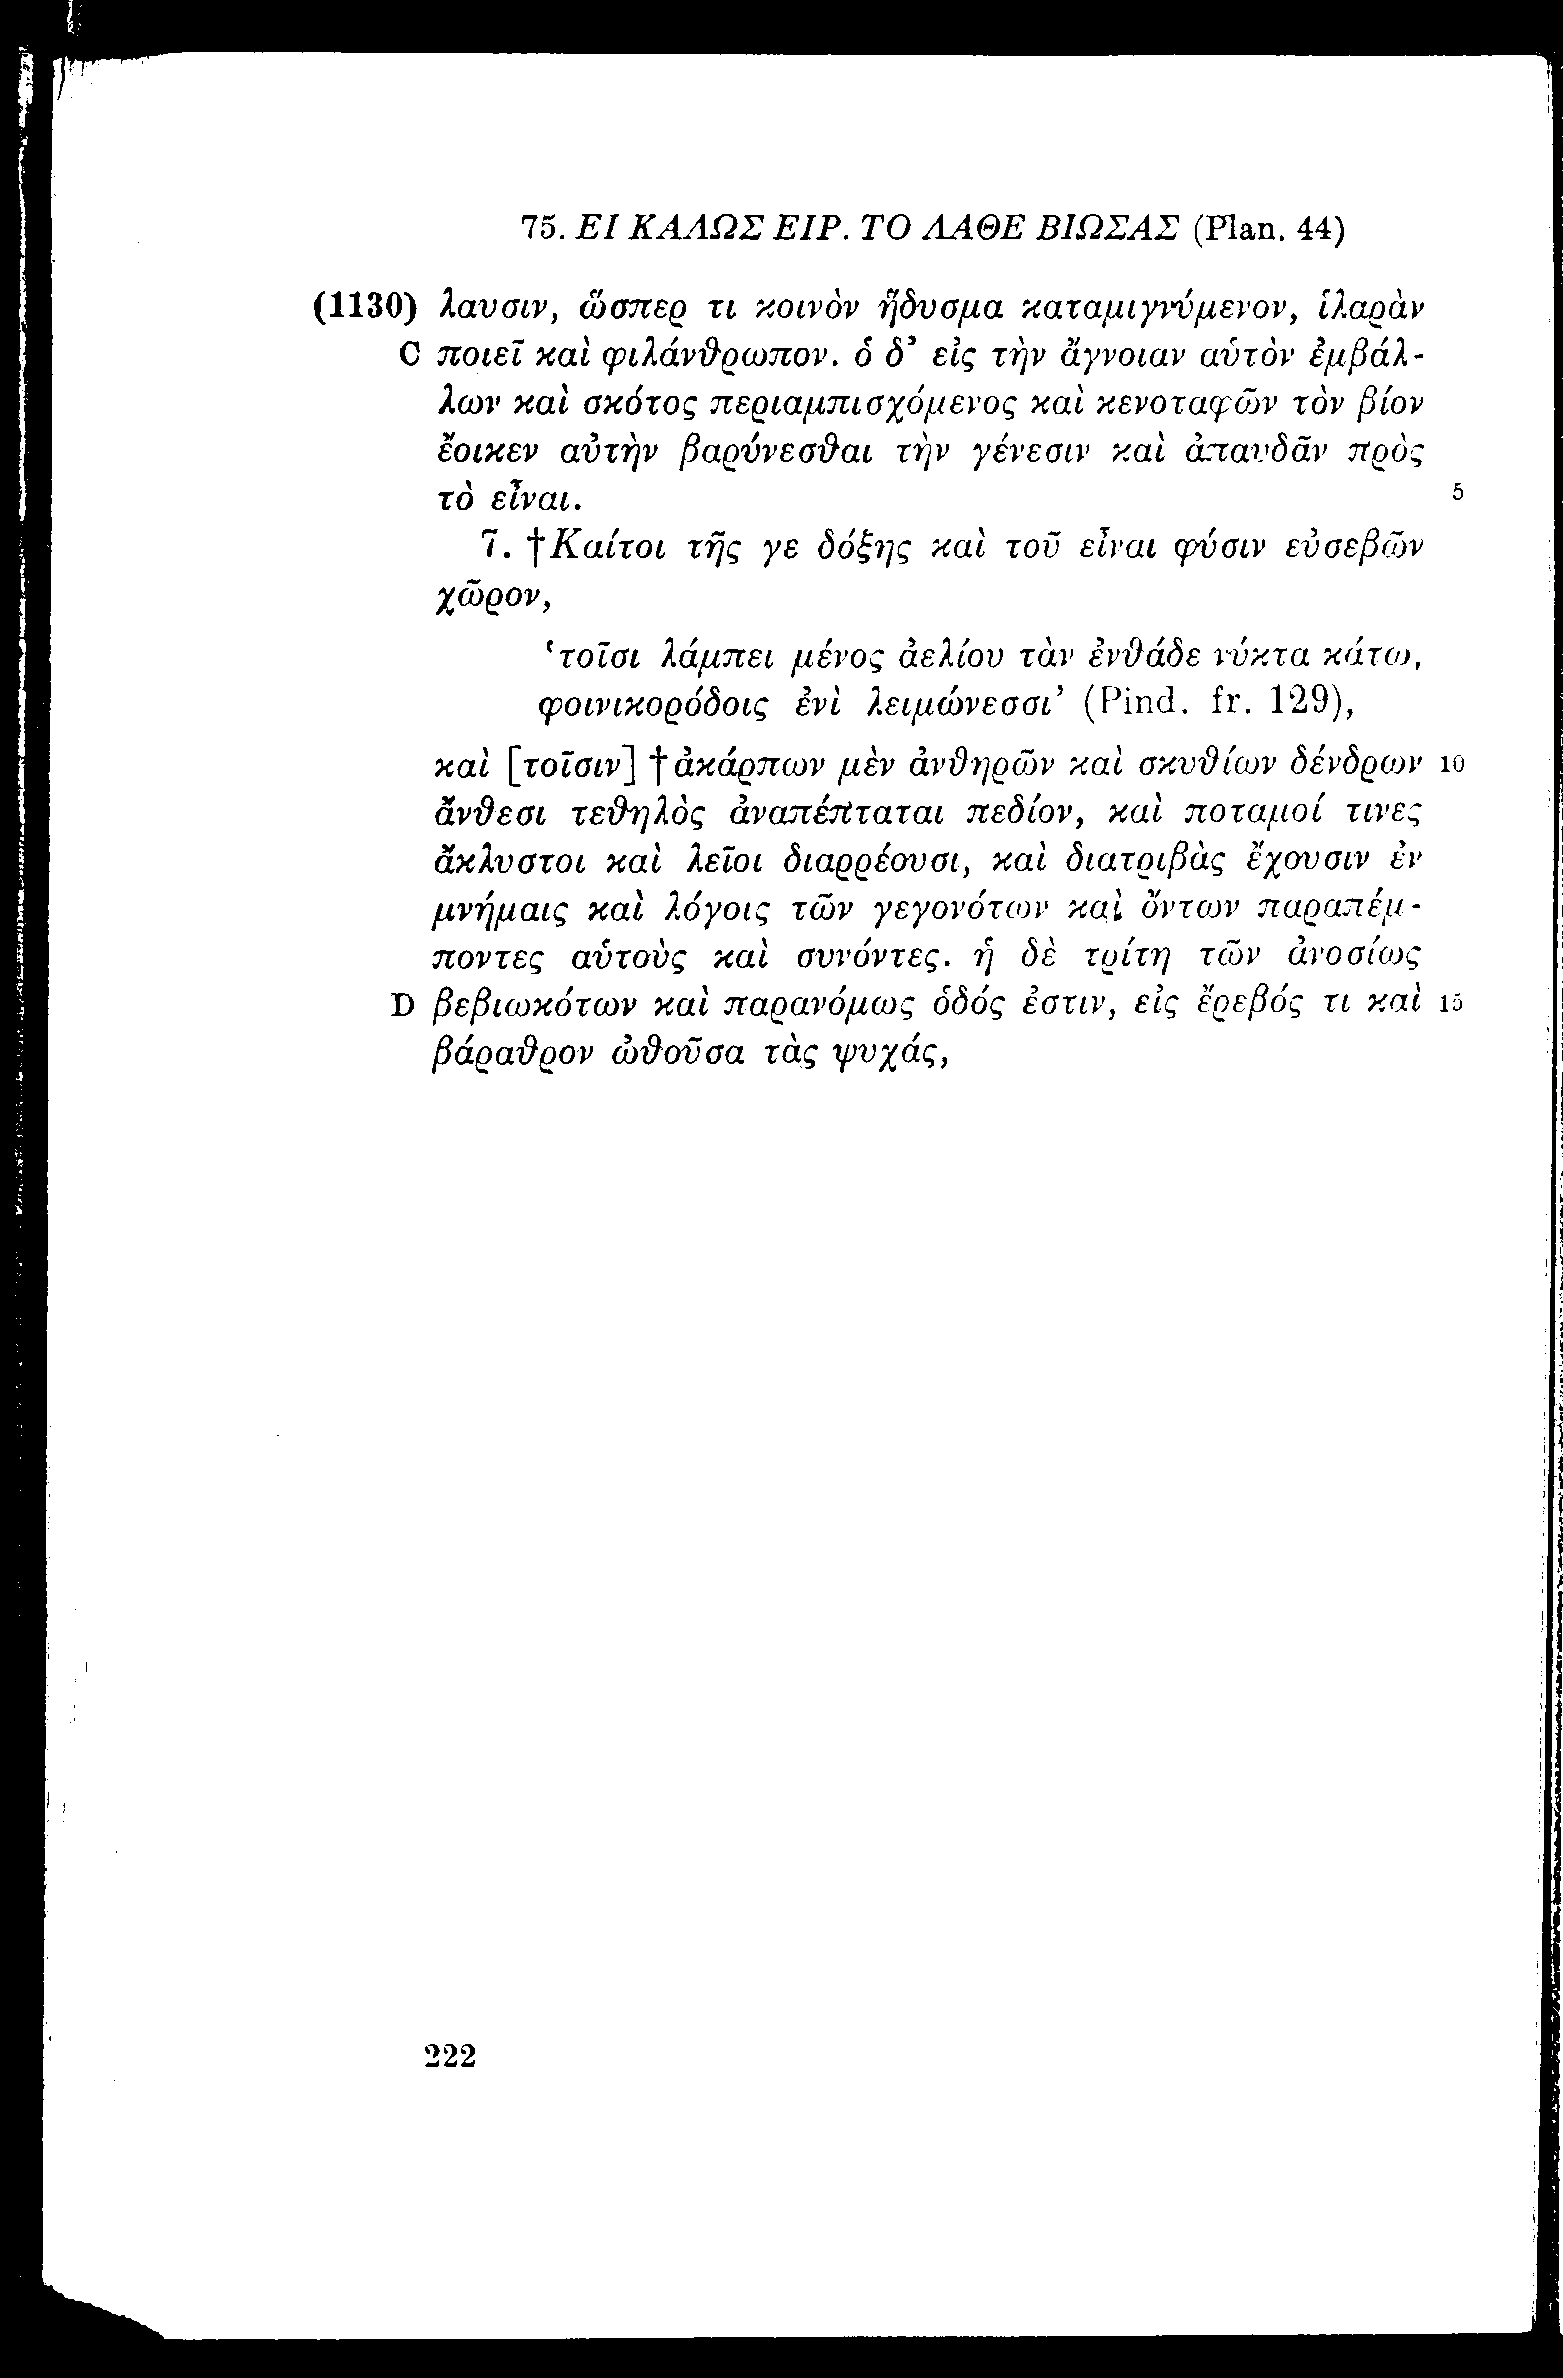 75. ΕΙ ΚΑΛΩΣ ΕΙΡ. ΤΟ ΛΑΘΕ ΒΙΩΣΑΣ (Plan. 44)
(1130) λαυσιν, ὥσπερ τι κοινὸν ἥδυσμα καταμιγνύμενον, ἱλαρὰν
C ποιεῖ καὶ φιλάνθρωπον. ὁ δ’ εἰς τὴν ἄγνοιαν αὑτὸν ἐμβάλ-
λων καὶ σκότος περιαμπισχόμενος καὶ κενοταφῶν τὸν βίον
ἔοικεν αὐτὴν βαρύνεσθαι τὴν γένεσιν καὶ ἀπαυδᾶν πρὸς
τὸ εἶναι. 5
7. †Καίτοι τῆς γε δόξης καὶ τοῦ εἶναι φύσιν εὐσεβῶν
χῶρον,
‘τοῖσι λάμπει μένος ἀελίου τὰν ἐνθάδε νύκτα κάτω,
φοινικορόδοις ἐνὶ λειμώνεσσι’ (Pind. fr. 129),
καὶ [τοῖσιν] †ἀκάρπων μὲν ἀνθηρῶν καὶ σκυθίων δένδρων 10
ἄνθεσι τεθηλὸς ἀναπέπταται πεδίον, καὶ ποταμοί τινες
ἄκλυστοι καὶ λεῖοι διαρρέουσι, καὶ διατριβὰς ἔχουσιν ἐν
μνήμαις καὶ λόγοις τῶν γεγονότων καὶ ὄντων παραπέμ-
ποντες αὑτοὺς καὶ συνόντες. ἡ δὲ τρίτη τῶν ἀνοσίως
D βεβιωκότων καὶ παρανόμως ὁδός ἐστιν, εἰς ἔρεβός τι καὶ 15
βάραθρον ὠθοῦσα τὰς ψυχάς,
222